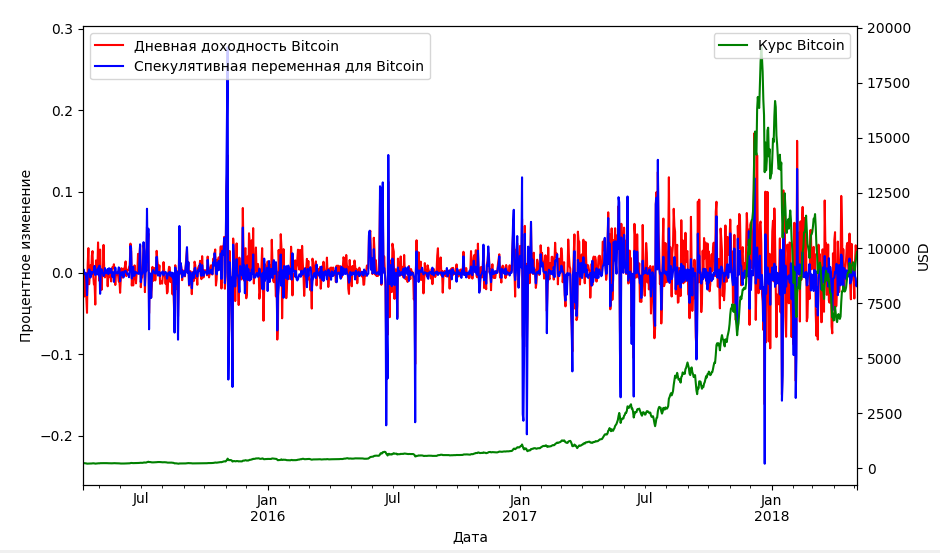 Дневная доходность Bitcoin
Спекулятивная переменная для Bitcoin
Курс Bitcoin
Процентное изменение
0.3
0.2
0.1
0.0
−0.1
−0.2
20000
17500
15000
12500
10000
7500
5000
2500
0
USD
Jul
Jan
2016
Jul
Jan
2017
Jul
Jan
2018
Дата